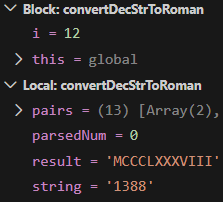 Block: convertDecStrToRoman
i = 12
this = global
Local: convertDecStrToRoman
pairs = (13) [Array(2),
parsedNum = 0
result = 'MCCCLXXXVIII'
string = '1388'